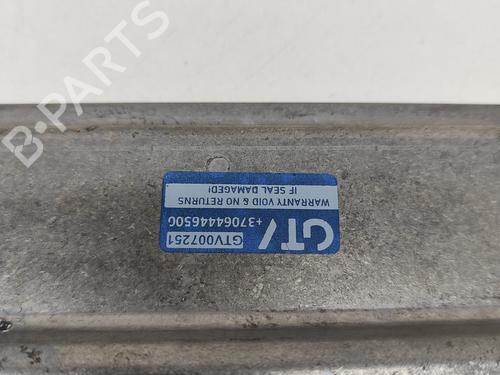 B-PARTS
GTV
GTV007251
+37064446500
WARRANTY VOID & NO RETURNS
IF SEAL DAMAGED!